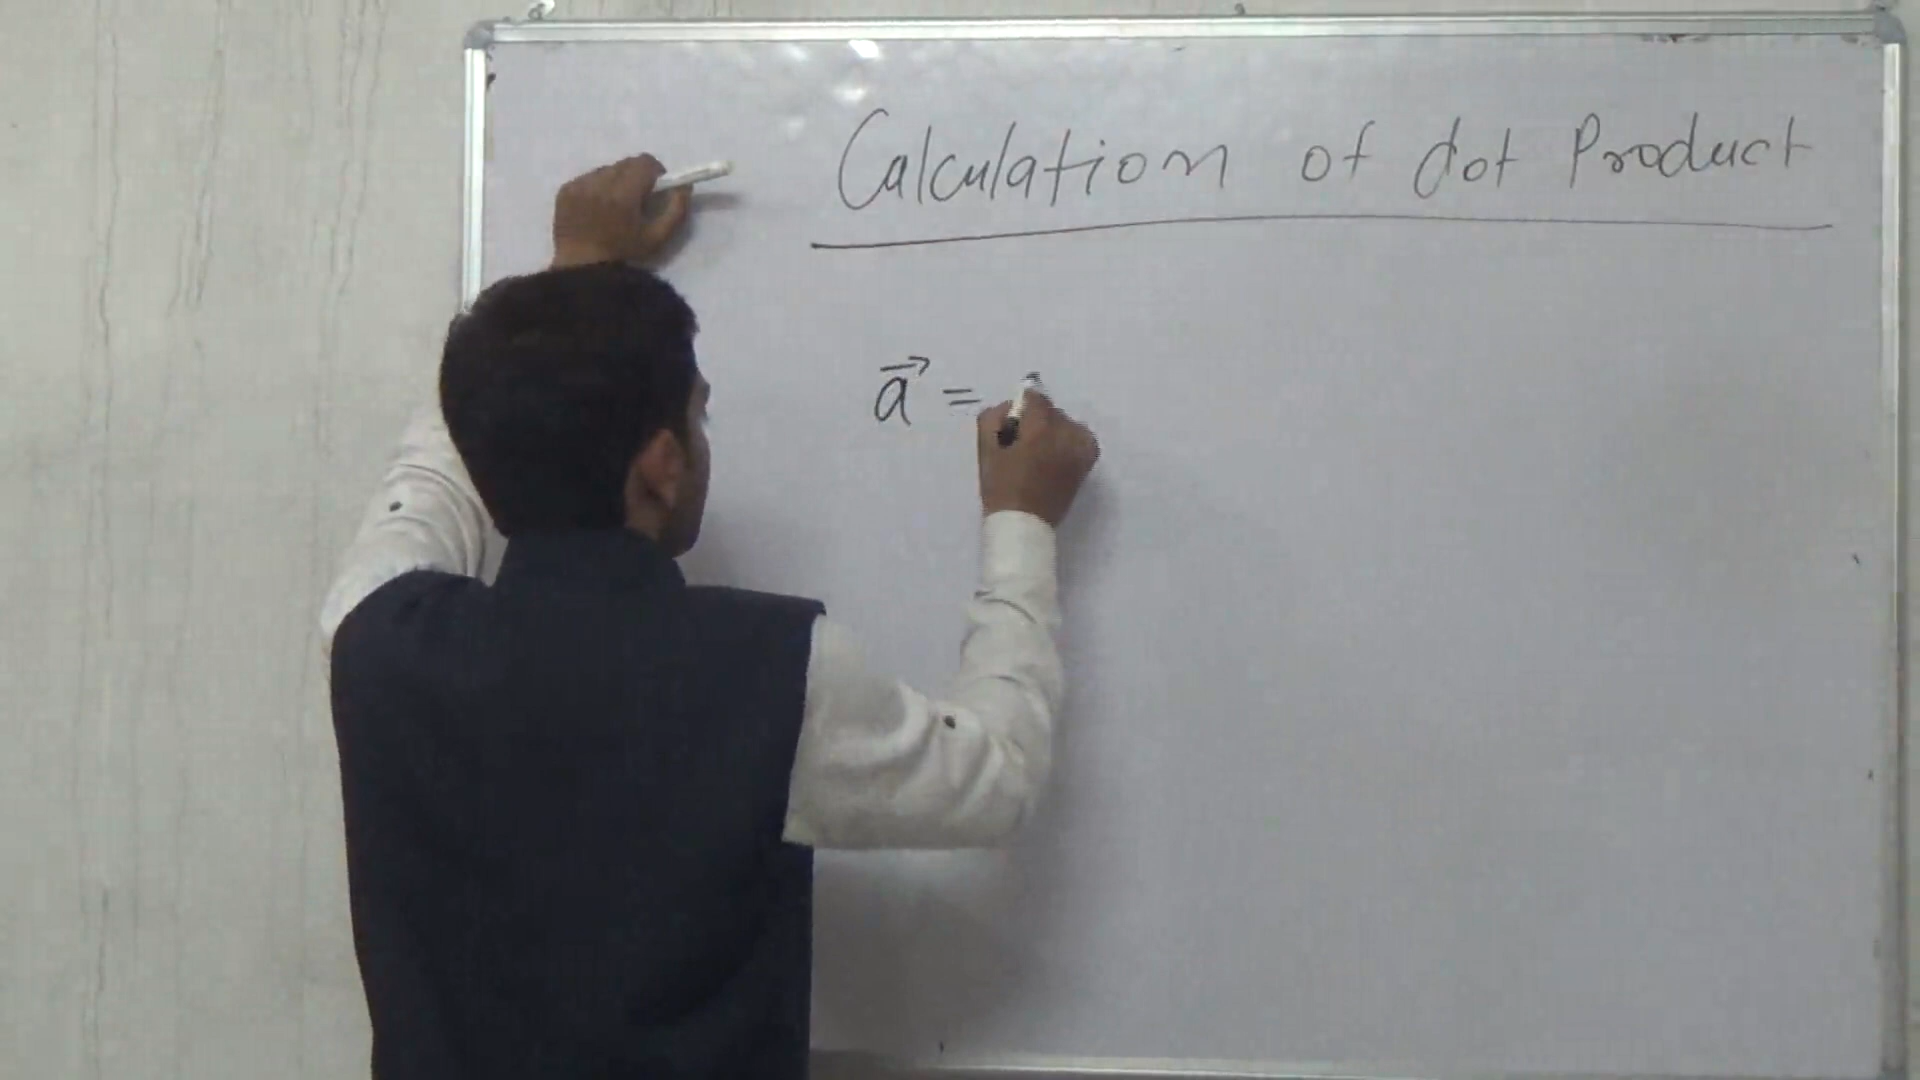 Calculation of dot Product
a⃗ =